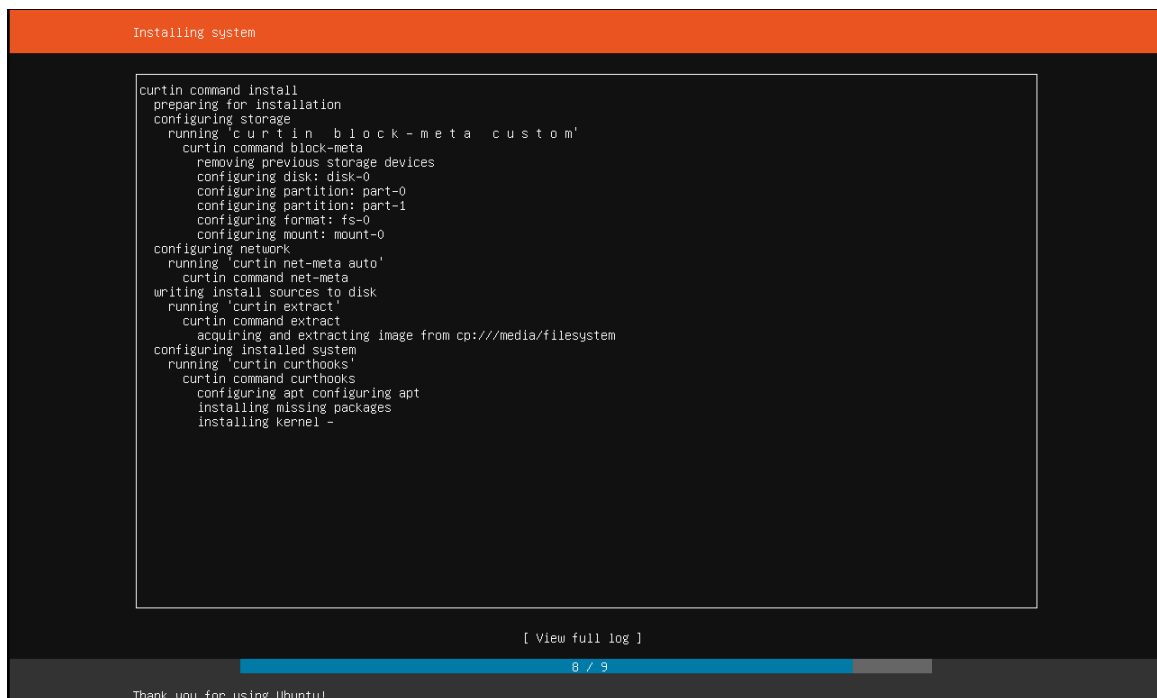 Installing system
curtin command install
preparing for installation
configuring storage
running 'c u r t i n   b l o c k - m e t a   c u s t o m'
curtin command block-meta
removing previous storage devices
configuring disk: disk-0
configuring partition: part-0
configuring partition: part-1
configuring format: fs-0
configuring mount: mount-0
configuring network
running 'curtin net-meta auto'
curtin command net-meta
writing install sources to disk
running 'curtin extract'
curtin command extract
acquiring and extracting image from cp:///media/filesystem
configuring installed system
running 'curtin curthooks'
curtin command curthooks
configuring apt configuring apt
installing missing packages
installing kernel -
[ View full log ]
8 / 9
Thank you for using Ubuntu!